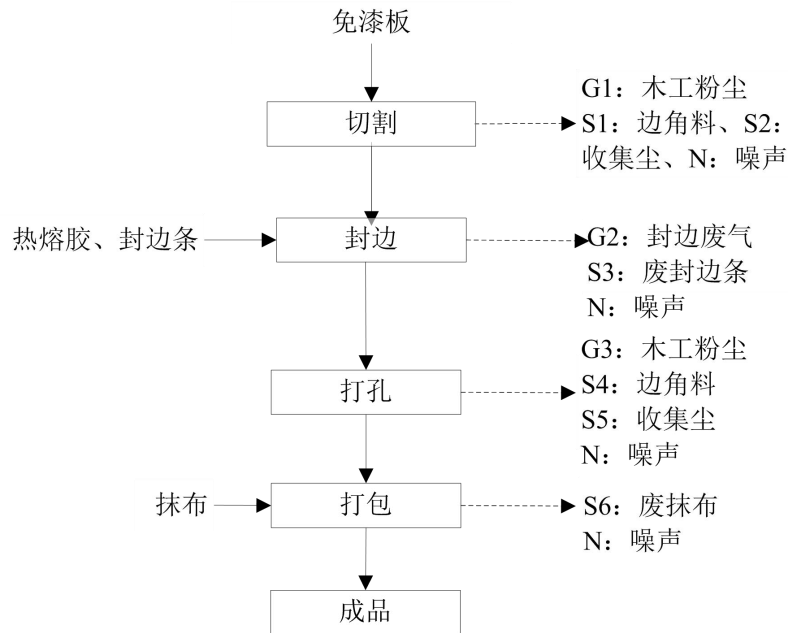 免漆板
切割
G1：木工粉尘
S1：边角料、S2：
收集尘、N：噪声
热熔胶、封边条
封边
G2：封边废气
S3：废封边条
N：噪声
打孔
G3：木工粉尘
S4：边角料
S5：收集尘
N：噪声
抹布
打包
S6：废抹布
N：噪声
成品